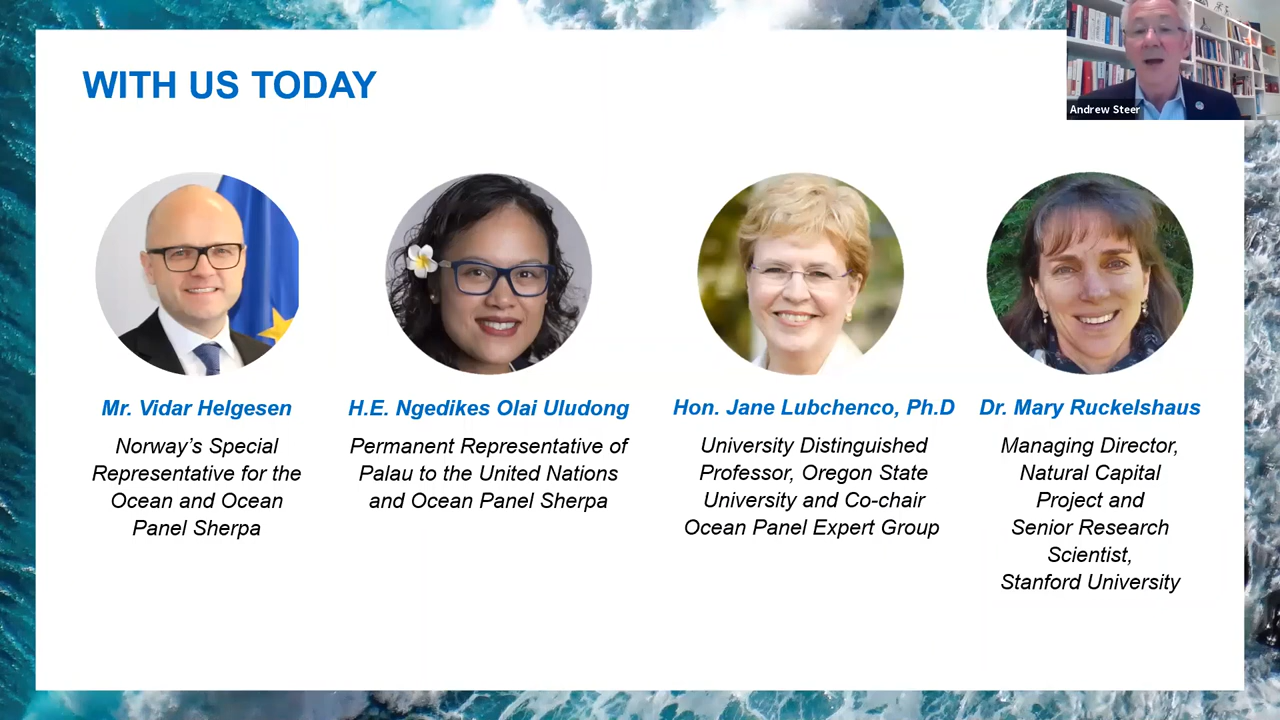 WITH US TODAY
Andrew Steer
Mr. Vidar Helgesen
Norway's Special
Representative for the
Ocean and Ocean
Panel Sherpa
H.E. Ngedikes Olai Uludong
Permanent Representative of
Palau to the United Nations
and Ocean Panel Sherpa
Hon. Jane Lubchenco, Ph.D
University Distinguished
Professor, Oregon State
University and Co-chair
Ocean Panel Expert Group
Dr. Mary Ruckelshaus
Managing Director,
Natural Capital
Project and
Senior Research
Scientist,
Stanford University